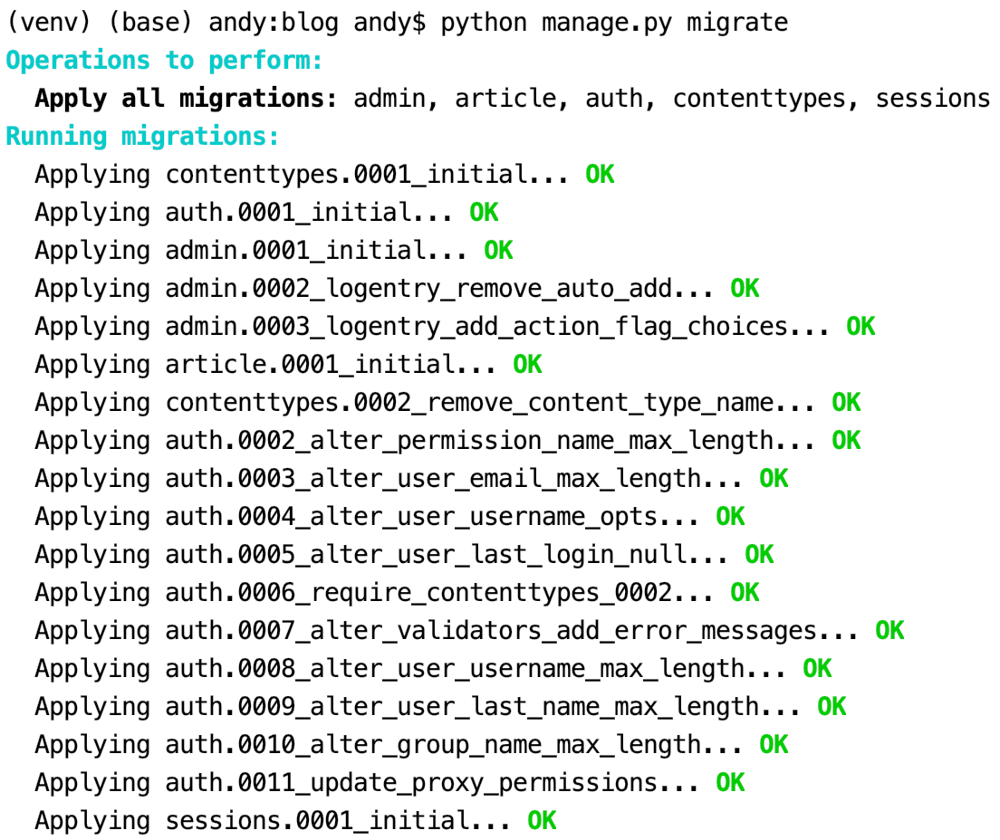 (venv) (base) andy:blog andy$ python manage.py migrate
Operations to perform:
  Apply all migrations: admin, article, auth, contenttypes, sessions
Running migrations:
  Applying contenttypes.0001_initial... OK
  Applying auth.0001_initial... OK
  Applying admin.0001_initial... OK
  Applying admin.0002_logentry_remove_auto_add... OK
  Applying admin.0003_logentry_add_action_flag_choices... OK
  Applying article.0001_initial... OK
  Applying contenttypes.0002_remove_content_type_name... OK
  Applying auth.0002_alter_permission_name_max_length... OK
  Applying auth.0003_alter_user_email_max_length... OK
  Applying auth.0004_alter_user_username_opts... OK
  Applying auth.0005_alter_user_last_login_null... OK
  Applying auth.0006_require_contenttypes_0002... OK
  Applying auth.0007_alter_validators_add_error_messages... OK
  Applying auth.0008_alter_user_username_max_length... OK
  Applying auth.0009_alter_user_last_name_max_length... OK
  Applying auth.0010_alter_group_name_max_length... OK
  Applying auth.0011_update_proxy_permissions... OK
  Applying sessions.0001_initial... OK